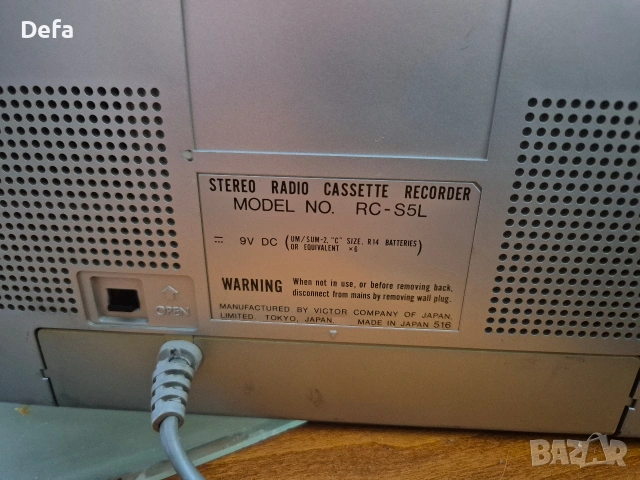 Defa
STEREO RADIO CASSETTE RECORDER
MODEL NO. RC-S5L
⎓ 9V DC (UM/SUM-2, "C" SIZE, R14 BATTERIES
OR EQUIVALENT ×6)
WARNING When not in use, or before removing back,
disconnect from mains by removing wall plug.
MANUFACTURED BY VICTOR COMPANY OF JAPAN,
LIMITED. TOKYO, JAPAN. MADE IN JAPAN 516
OPEN
BAZAR
bg